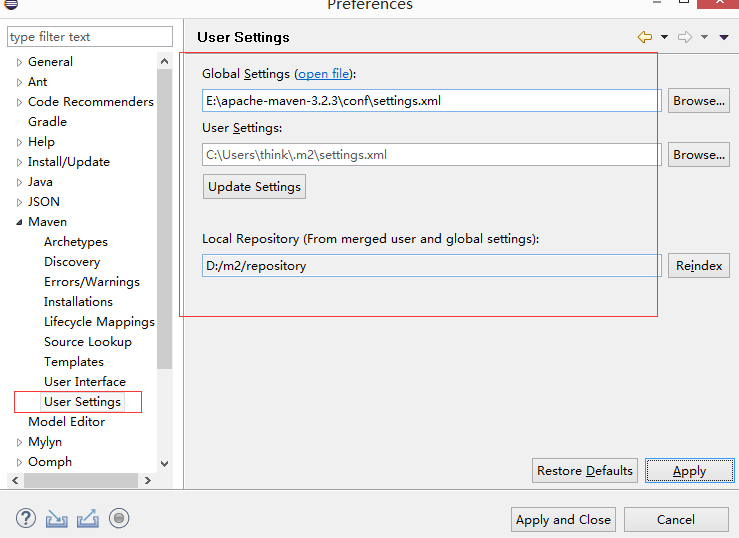 Preferences
type filter text
General
Ant
Code Recommenders
Gradle
Help
Install/Update
Java
JSON
Maven
Archetypes
Discovery
Errors/Warnings
Installations
Lifecycle Mappings
Source Lookup
Templates
User Interface
User Settings
Model Editor
Mylyn
Oomph
User Settings
Global Settings (open file):
E:\apache-maven-3.2.3\conf\settings.xml Browse...
User Settings:
C:\Users\think\.m2\settings.xml Browse...
Update Settings
Local Repository (From merged user and global settings):
D:/m2/repository Reindex
Restore Defaults Apply
Apply and Close Cancel